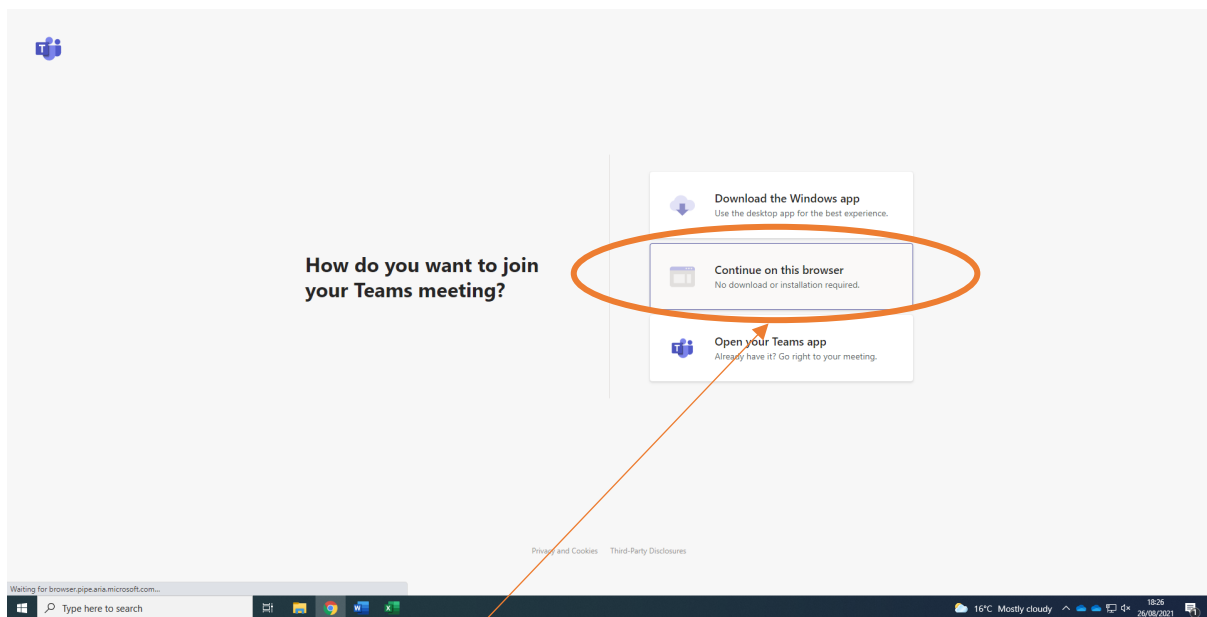 Download the Windows app
Use the desktop app for the best experience.
How do you want to join
your Teams meeting?
Continue on this browser
No download or installation required.
Open your Teams app
Already have it? Go right to your meeting.
Privacy and Cookies Third-Party Disclosures
Waiting for browser.pipe.aria.microsoft.com...
Type here to search
16°C Mostly cloudy
18:26
26/08/2021